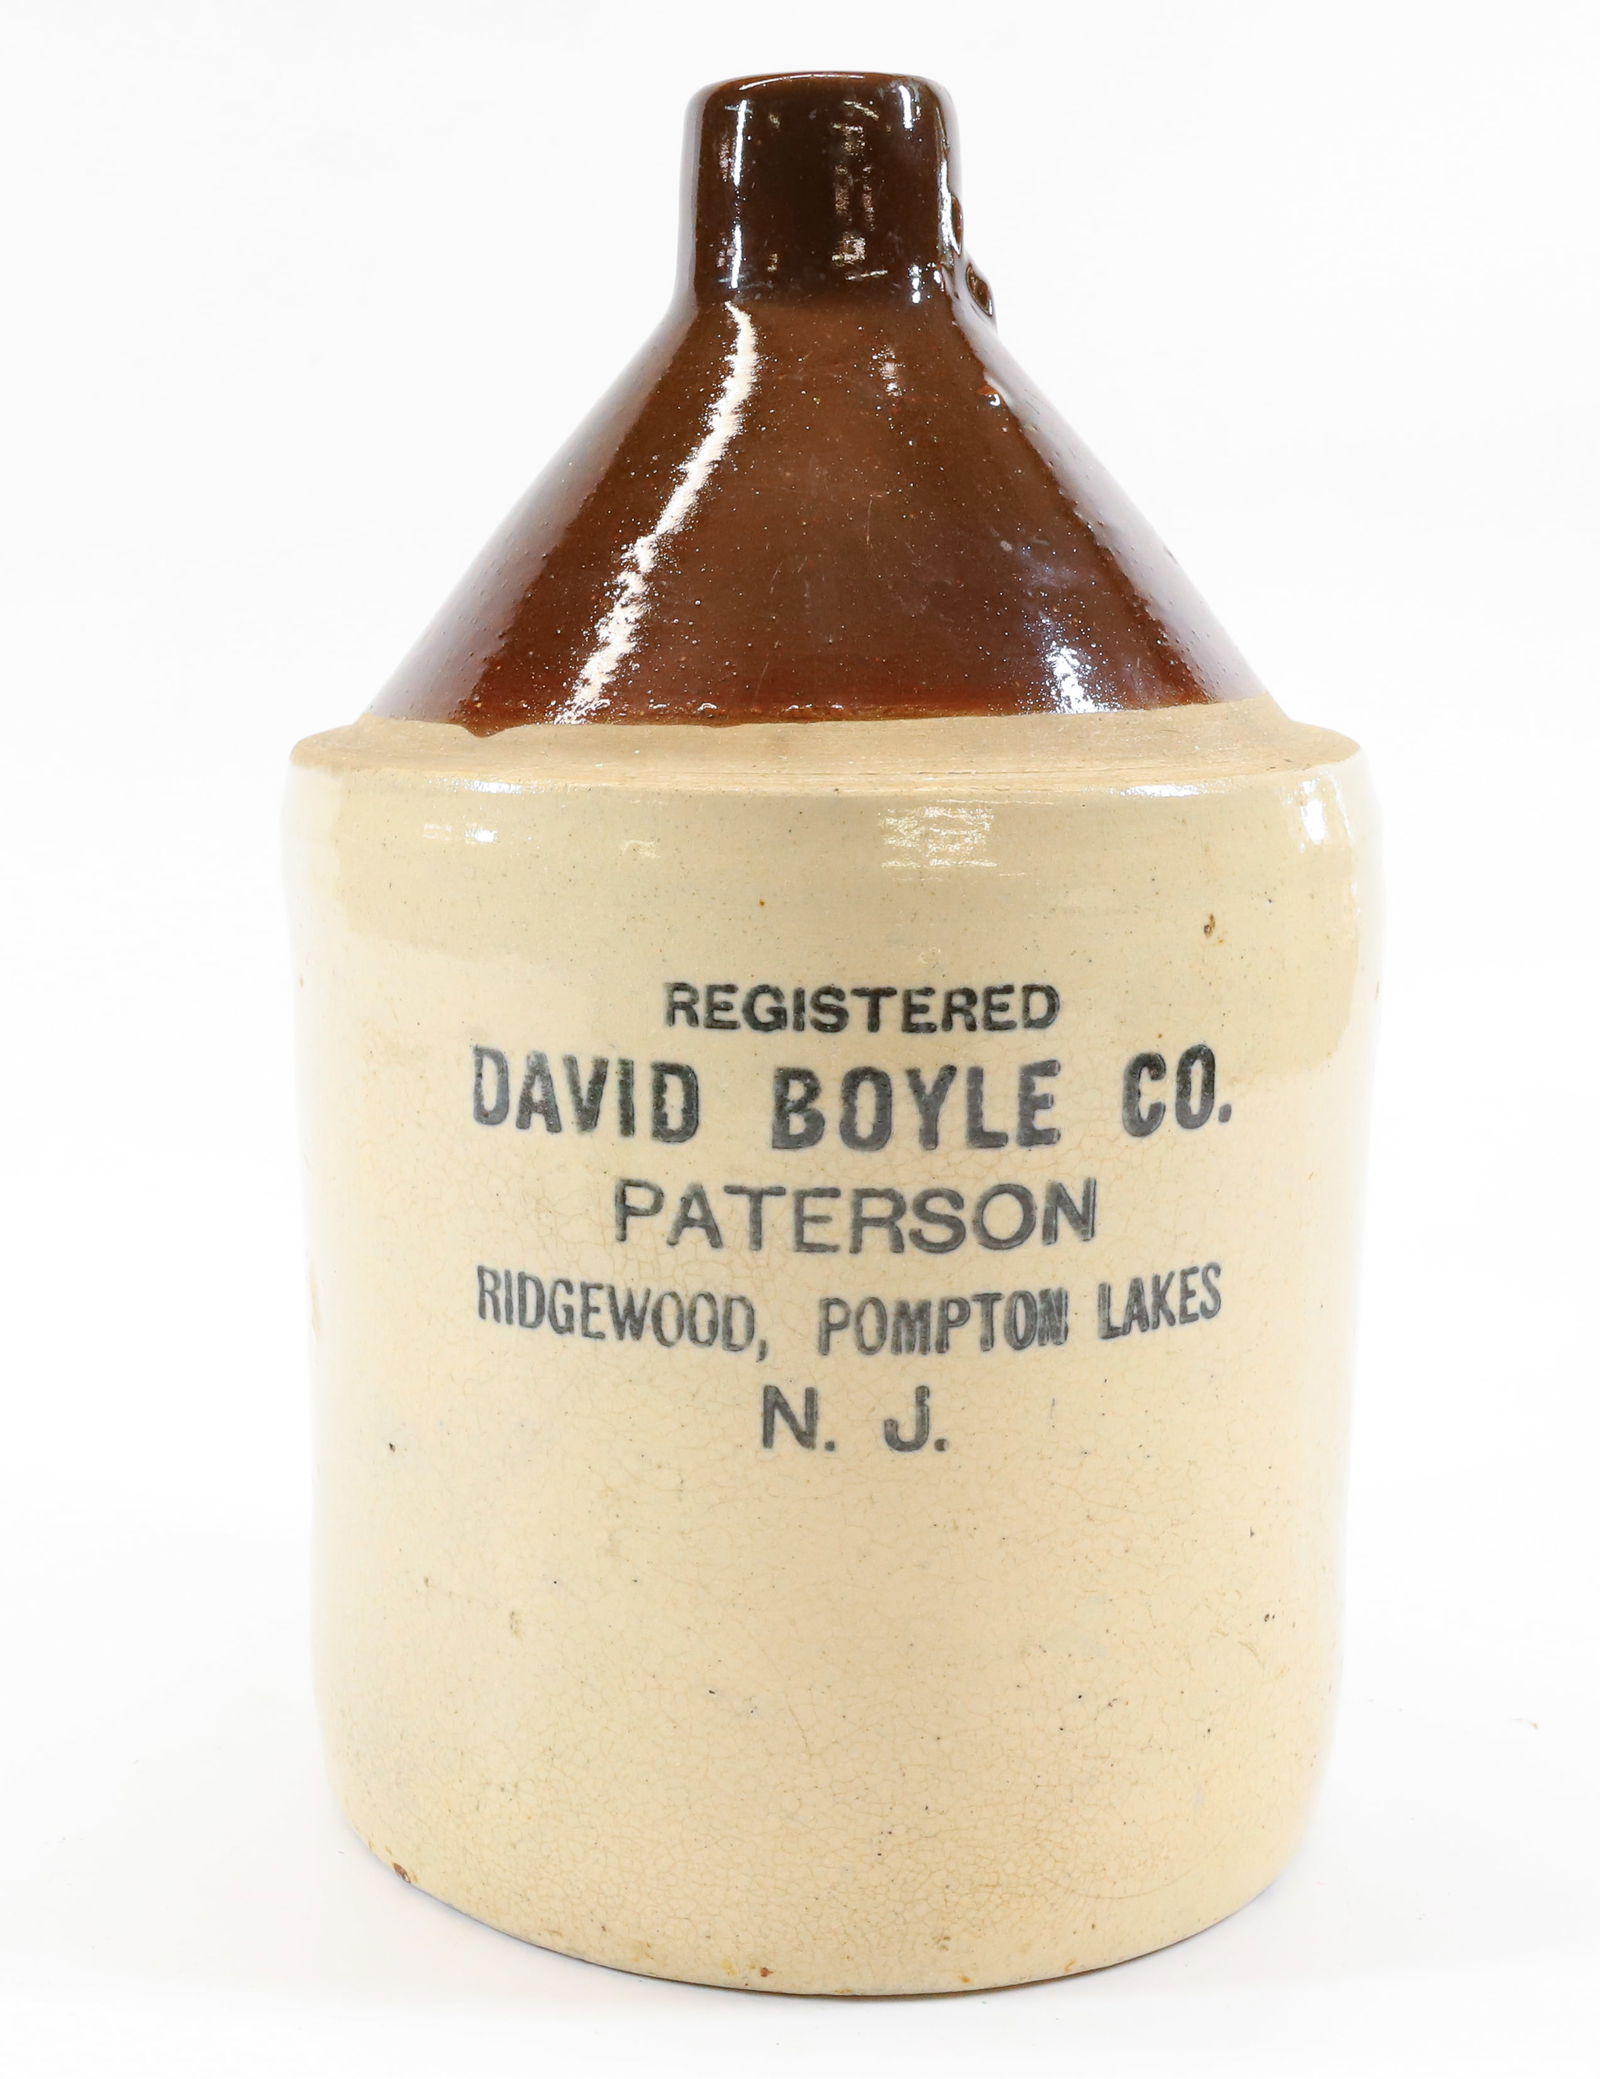 REGISTERED
DAVID BOYLE CO.
PATERSON
RIDGEWOOD, POMPTON LAKES
N. J.